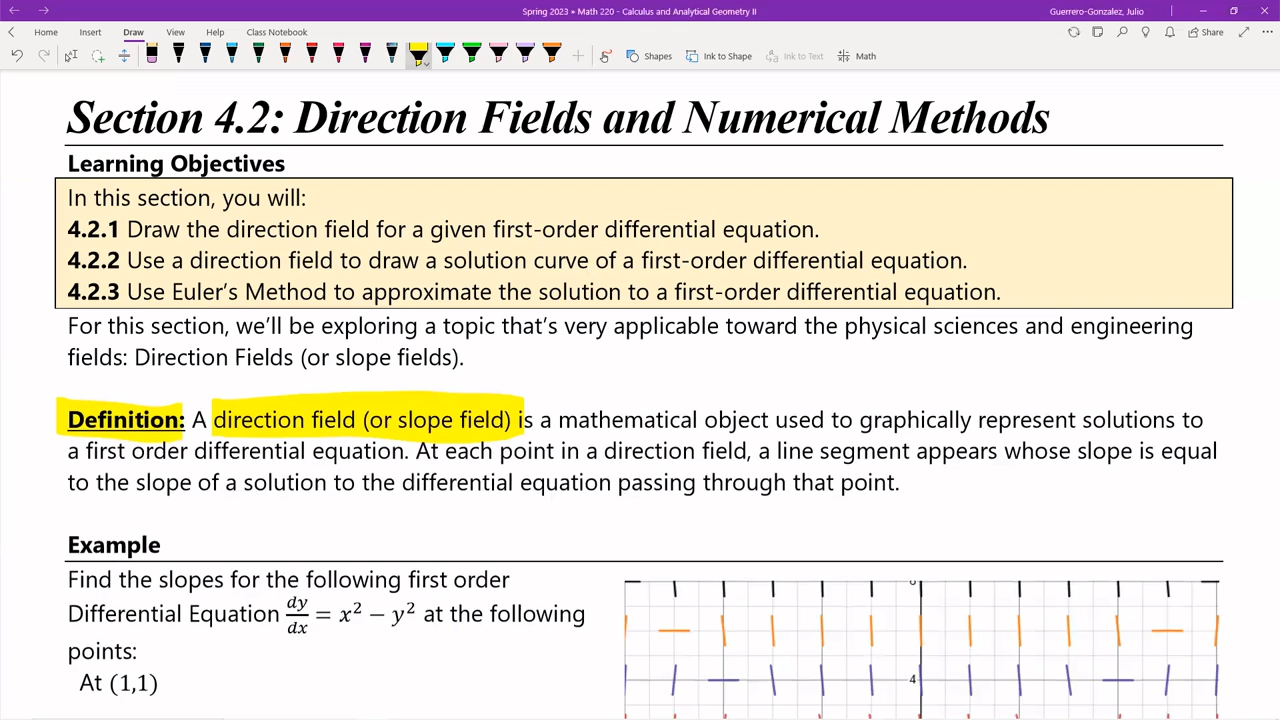 Spring 2023 • Math 220 - Calculus and Analytical Geometry II
Guerrero-Gonzalez, Julio
Home Insert Draw View Help Class Notebook
Share
Shapes Ink to Shape Ink to Text Math
Section 4.2: Direction Fields and Numerical Methods
Learning Objectives
In this section, you will:
4.2.1 Draw the direction field for a given first-order differential equation.
4.2.2 Use a direction field to draw a solution curve of a first-order differential equation.
4.2.3 Use Euler's Method to approximate the solution to a first-order differential equation.
For this section, we'll be exploring a topic that's very applicable toward the physical sciences and engineering
fields: Direction Fields (or slope fields).
Definition: A direction field (or slope field) is a mathematical object used to graphically represent solutions to
a first order differential equation. At each point in a direction field, a line segment appears whose slope is equal
to the slope of a solution to the differential equation passing through that point.
Example
Find the slopes for the following first order
Differential Equation dy/dx = x² − y² at the following
points:
At (1,1)
4